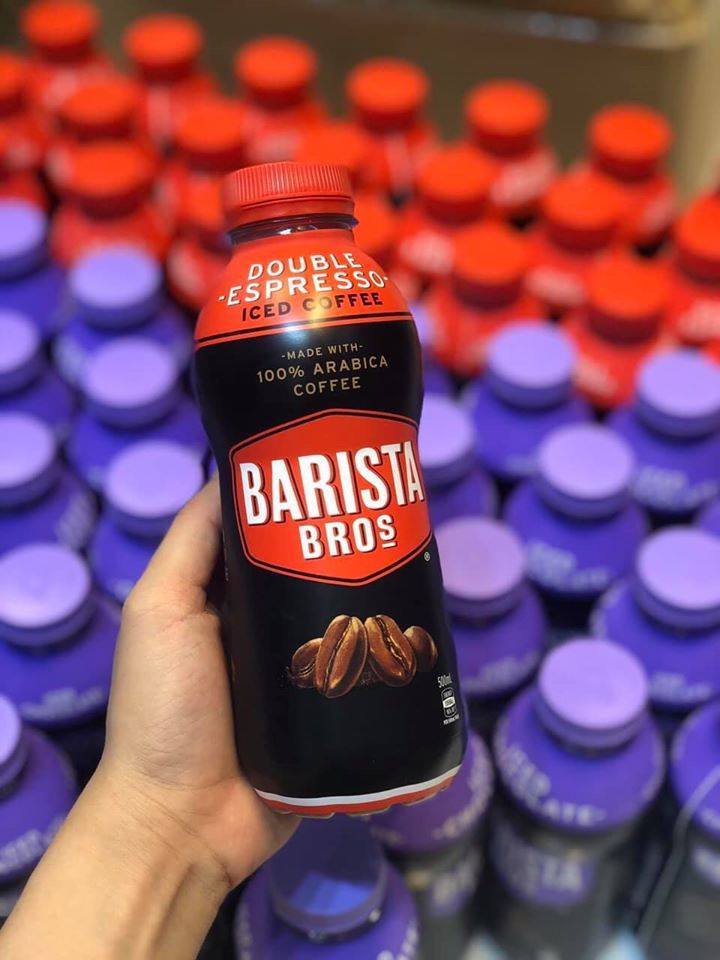 DOUBLE
-ESPRESSO-
ICED COFFEE
-MADE WITH-
100% ARABICA
COFFEE
BARISTA
BROS
®
500mL